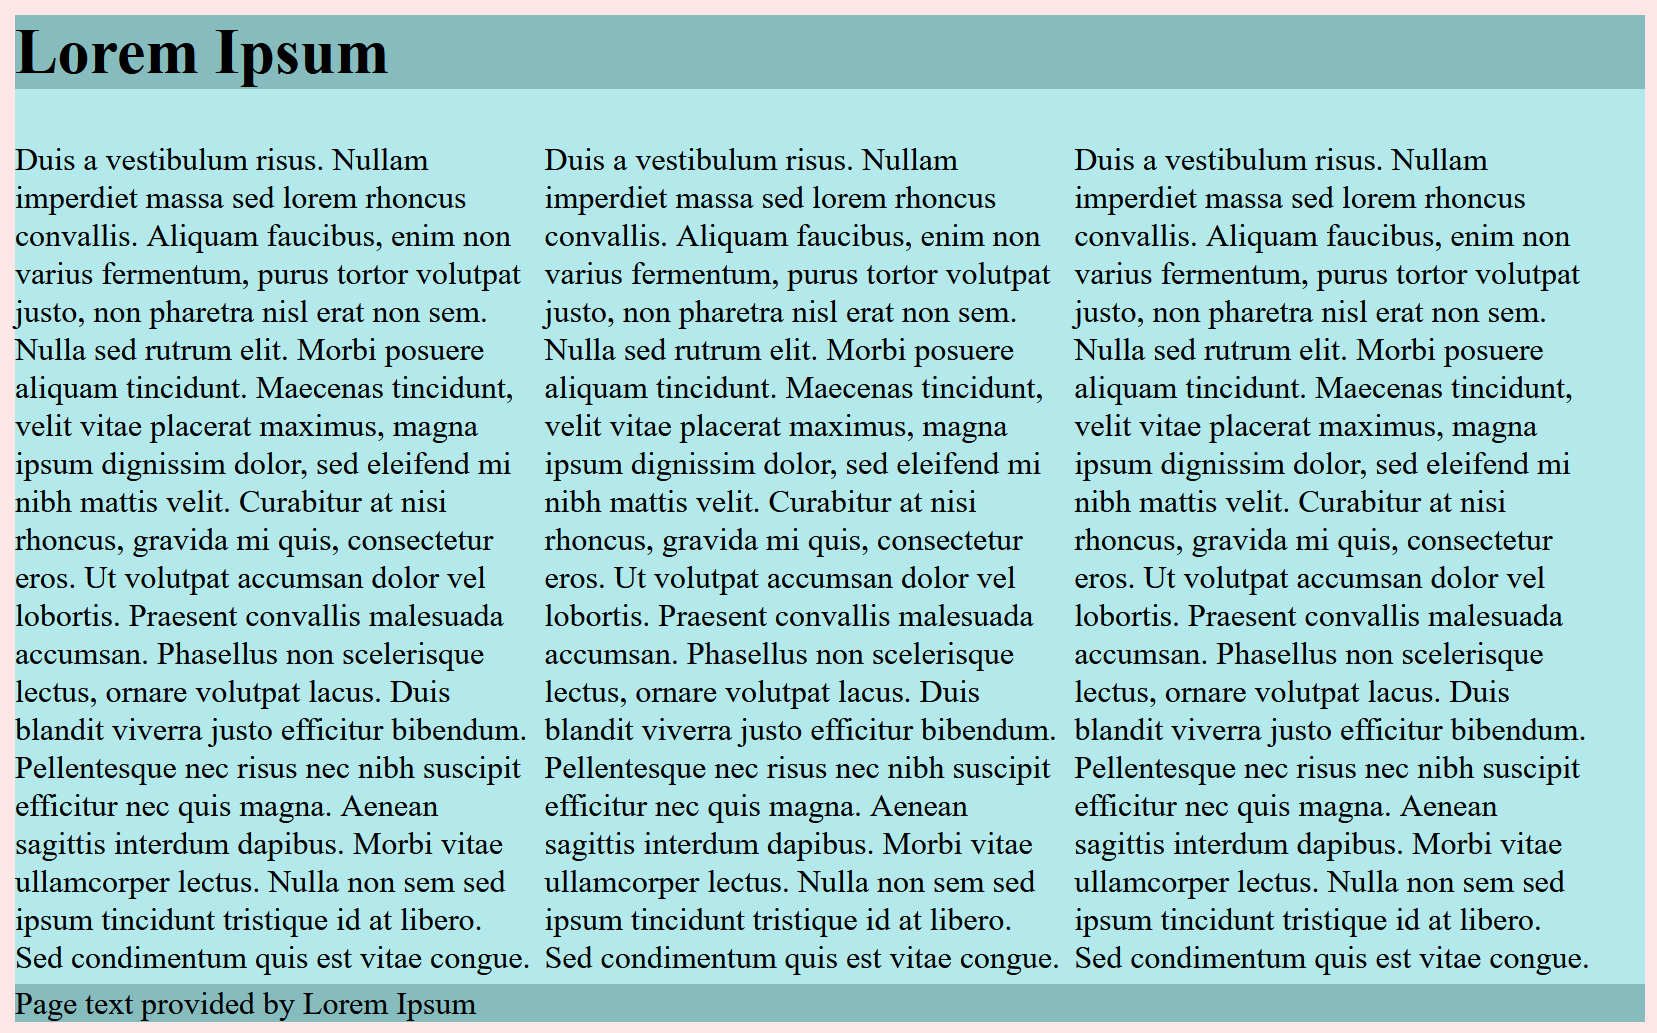 Lorem Ipsum
Duis a vestibulum risus. Nullam
imperdiet massa sed lorem rhoncus
convallis. Aliquam faucibus, enim non
varius fermentum, purus tortor volutpat
justo, non pharetra nisl erat non sem.
Nulla sed rutrum elit. Morbi posuere
aliquam tincidunt. Maecenas tincidunt,
velit vitae placerat maximus, magna
ipsum dignissim dolor, sed eleifend mi
nibh mattis velit. Curabitur at nisi
rhoncus, gravida mi quis, consectetur
eros. Ut volutpat accumsan dolor vel
lobortis. Praesent convallis malesuada
accumsan. Phasellus non scelerisque
lectus, ornare volutpat lacus. Duis
blandit viverra justo efficitur bibendum.
Pellentesque nec risus nec nibh suscipit
efficitur nec quis magna. Aenean
sagittis interdum dapibus. Morbi vitae
ullamcorper lectus. Nulla non sem sed
ipsum tincidunt tristique id at libero.
Sed condimentum quis est vitae congue.
Duis a vestibulum risus. Nullam
imperdiet massa sed lorem rhoncus
convallis. Aliquam faucibus, enim non
varius fermentum, purus tortor volutpat
justo, non pharetra nisl erat non sem.
Nulla sed rutrum elit. Morbi posuere
aliquam tincidunt. Maecenas tincidunt,
velit vitae placerat maximus, magna
ipsum dignissim dolor, sed eleifend mi
nibh mattis velit. Curabitur at nisi
rhoncus, gravida mi quis, consectetur
eros. Ut volutpat accumsan dolor vel
lobortis. Praesent convallis malesuada
accumsan. Phasellus non scelerisque
lectus, ornare volutpat lacus. Duis
blandit viverra justo efficitur bibendum.
Pellentesque nec risus nec nibh suscipit
efficitur nec quis magna. Aenean
sagittis interdum dapibus. Morbi vitae
ullamcorper lectus. Nulla non sem sed
ipsum tincidunt tristique id at libero.
Sed condimentum quis est vitae congue.
Duis a vestibulum risus. Nullam
imperdiet massa sed lorem rhoncus
convallis. Aliquam faucibus, enim non
varius fermentum, purus tortor volutpat
justo, non pharetra nisl erat non sem.
Nulla sed rutrum elit. Morbi posuere
aliquam tincidunt. Maecenas tincidunt,
velit vitae placerat maximus, magna
ipsum dignissim dolor, sed eleifend mi
nibh mattis velit. Curabitur at nisi
rhoncus, gravida mi quis, consectetur
eros. Ut volutpat accumsan dolor vel
lobortis. Praesent convallis malesuada
accumsan. Phasellus non scelerisque
lectus, ornare volutpat lacus. Duis
blandit viverra justo efficitur bibendum.
Pellentesque nec risus nec nibh suscipit
efficitur nec quis magna. Aenean
sagittis interdum dapibus. Morbi vitae
ullamcorper lectus. Nulla non sem sed
ipsum tincidunt tristique id at libero.
Sed condimentum quis est vitae congue.
Page text provided by Lorem Ipsum